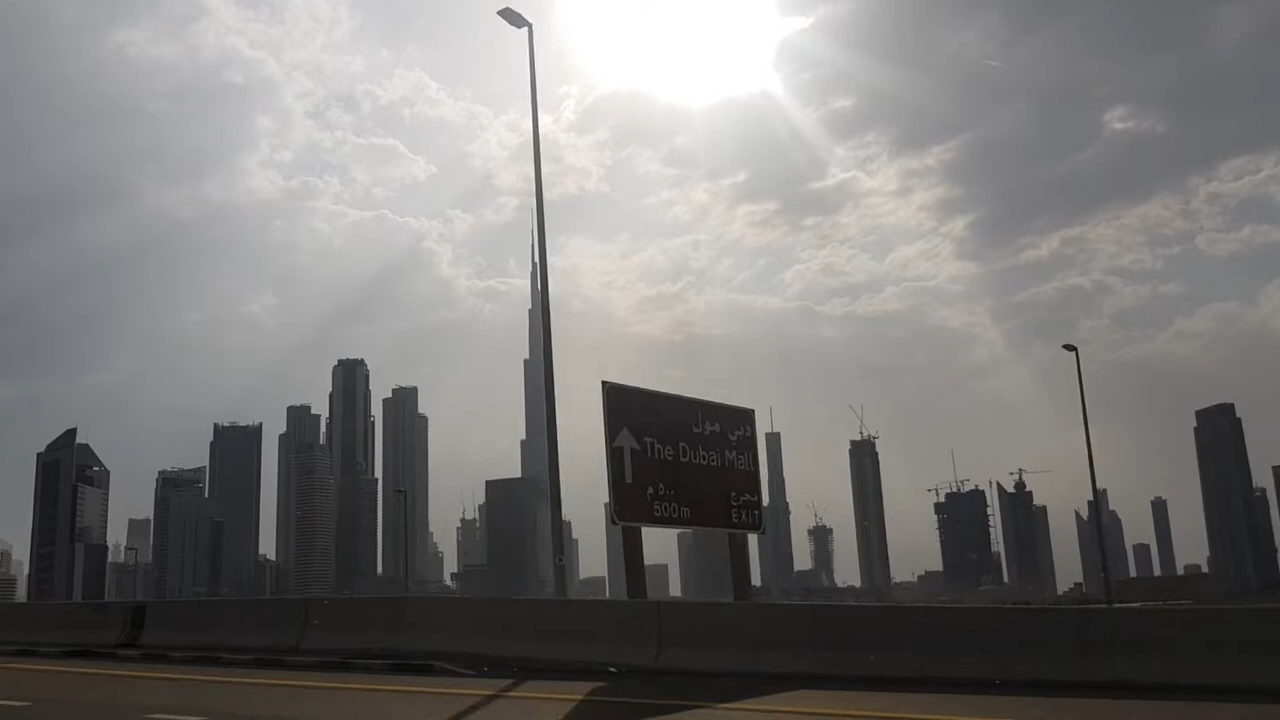 دبي مول
The Dubai Mall
٥٠٠ م
500m
مخرج
EXIT